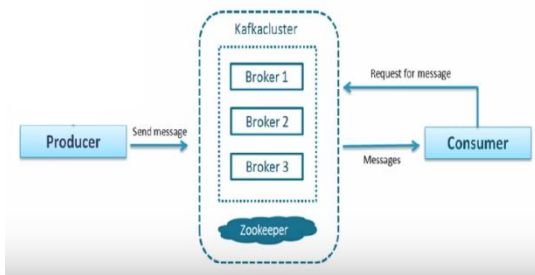 Kafkacluster
Broker 1
Request for message
Send message
Broker 2
Producer
Consumer
Messages
Broker 3
Zookeeper